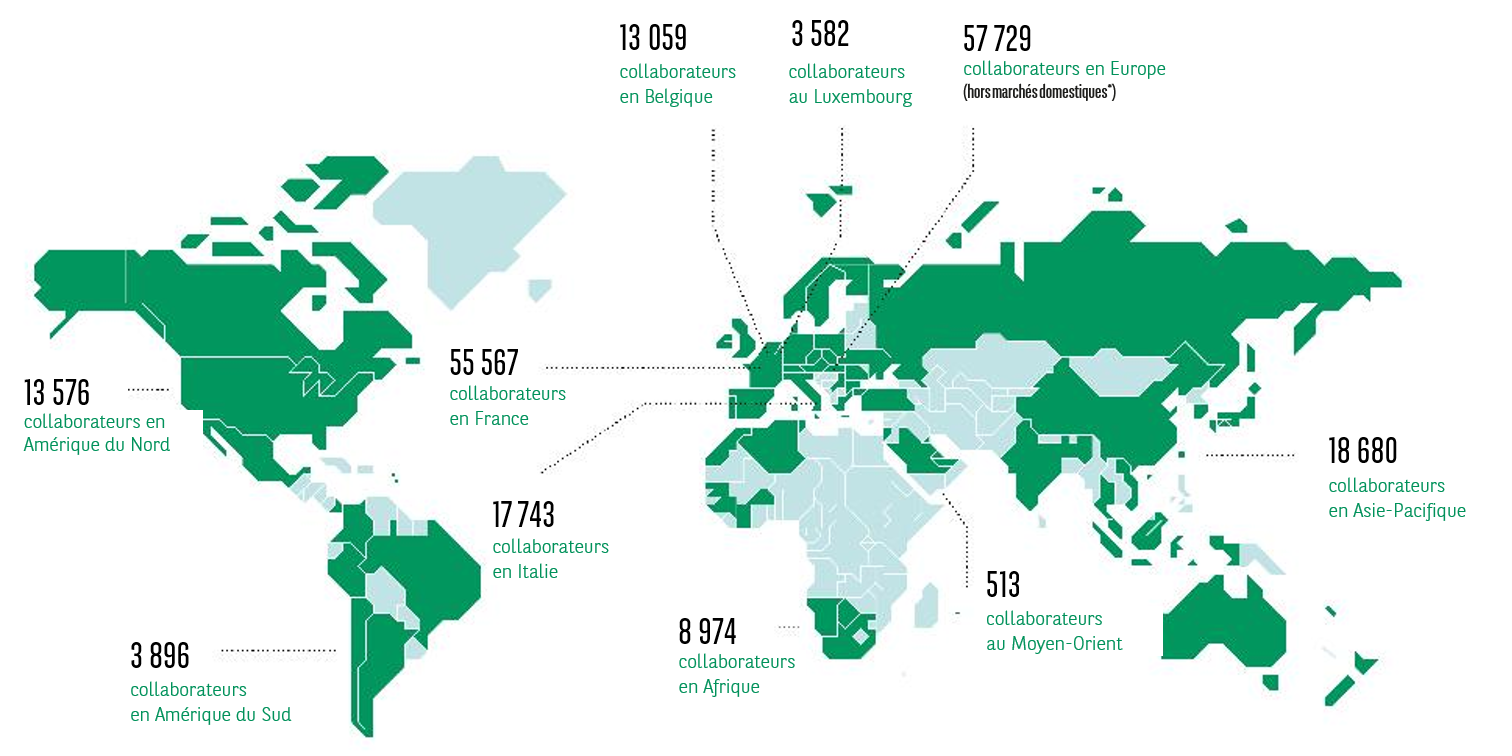 13 059
collaborateurs
en Belgique
3 582
collaborateurs
au Luxembourg
57 729
collaborateurs en Europe
(hors marchés domestiques*)
55 567
collaborateurs
en France
13 576
collaborateurs en
Amérique du Nord
18 680
collaborateurs
en Asie-Pacifique
17 743
collaborateurs
en Italie
513
collaborateurs
au Moyen-Orient
8 974
collaborateurs
en Afrique
3 896
collaborateurs
en Amérique du Sud